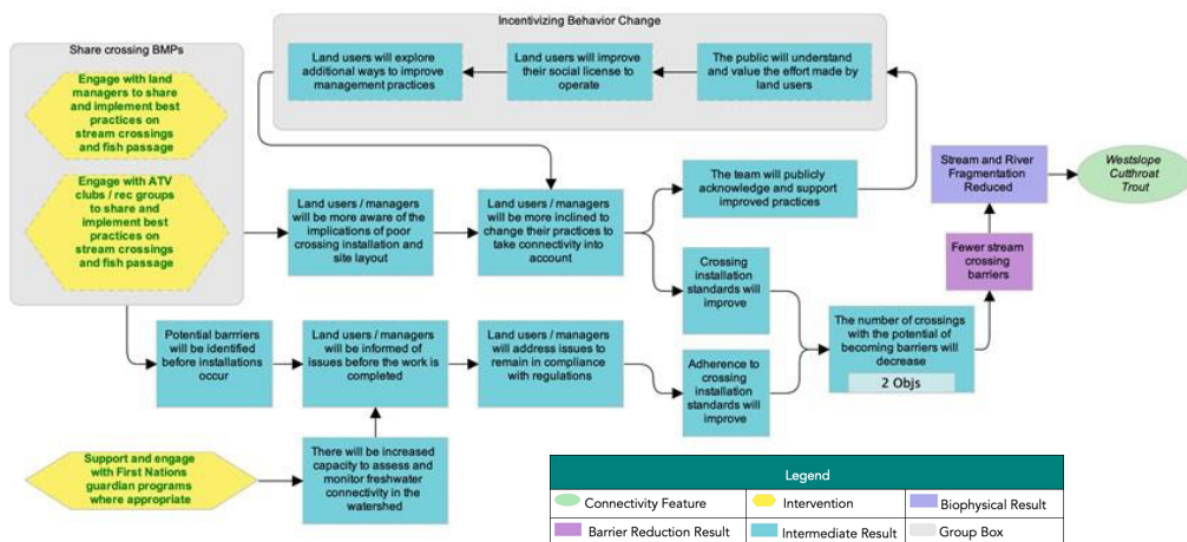 Incentivizing Behavior Change
Share crossing BMPs
Engage with land
managers to share
and implement best
practices on
stream crossings
and fish passage
Engage with ATV
clubs / rec groups
to share and
implement best
practices on
stream crossings
and fish passage
Land users will explore
additional ways to improve
management practices
Land users will improve
their social license to
operate
The public will understand
and value the effort made by
land users
Land users / managers
will be more aware of the
implications of poor
crossing installation and
site layout
Land users / managers
will be more inclined to
change their practices to
take connectivity into
account
The team will publicly
acknowledge and support
improved practices
Stream and River
Fragmentation
Reduced
Westslope
Cutthroat
Trout
Crossing
installation
standards will
improve
Fewer stream
crossing
barriers
Potential barrriers
will be identified
before installations
occur
Land users / managers
will be informed of
issues before the work is
completed
Land users / managers
will address issues to
remain in compliance
with regulations
Adherence to
crossing
installation
standards will
improve
The number of crossings
with the potential of
becoming barriers will
decrease
2 Objs
Support and engage
with First Nations
guardian programs
where appropriate
There will be increased
capacity to assess and
monitor freshwater
connectivity in the
watershed
Legend
Connectivity Feature
Intervention
Biophysical Result
Barrier Reduction Result
Intermediate Result
Group Box